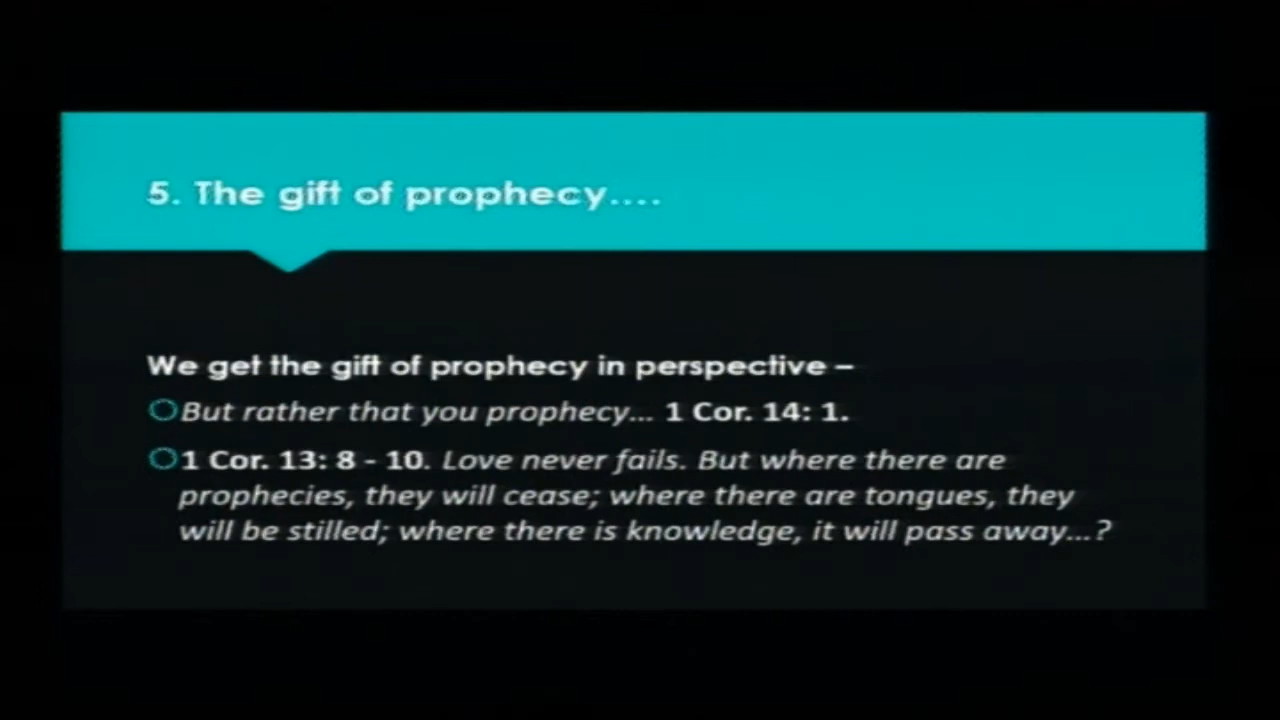 5. The gift of prophecy....
We get the gift of prophecy in perspective –
But rather that you prophecy... 1 Cor. 14: 1.
1 Cor. 13: 8 - 10. Love never fails. But where there are
prophecies, they will cease; where there are tongues, they
will be stilled; where there is knowledge, it will pass away...?